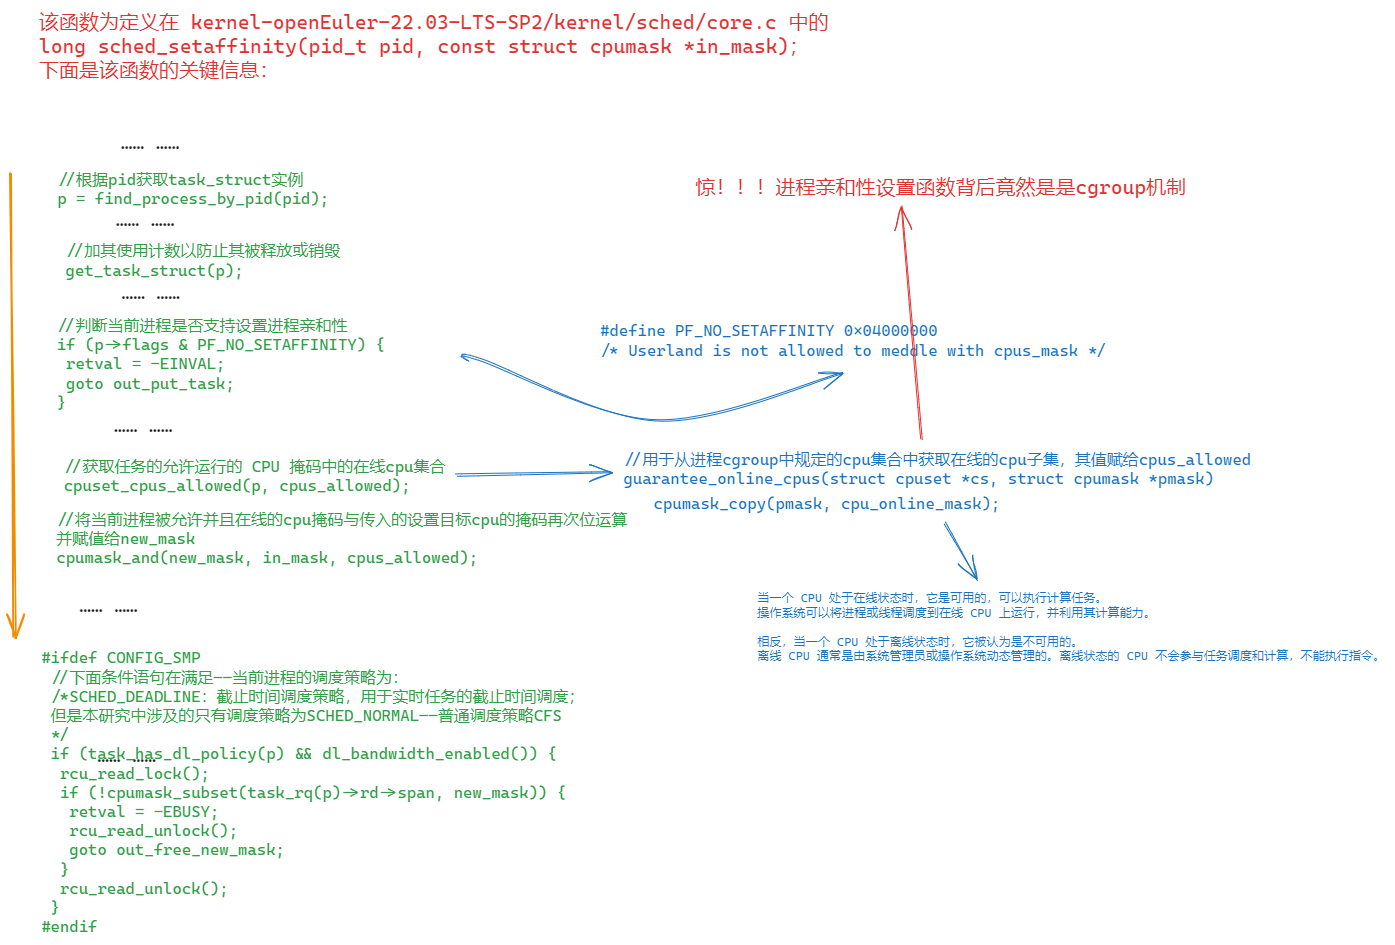 该函数为定义在 kernel-openEuler-22.03-LTS-SP2/kernel/sched/core.c 中的
long sched_setaffinity(pid_t pid, const struct cpumask *in_mask);
下面是该函数的关键信息：
…… ……
//根据pid获取task_struct实例
p = find_process_by_pid(pid);
…… ……
//加其使用计数以防止其被释放或销毁
get_task_struct(p);
…… ……
//判断当前进程是否支持设置进程亲和性
if (p->flags & PF_NO_SETAFFINITY) {
retval = -EINVAL;
goto out_put_task;
}
…… ……
//获取任务的允许运行的 CPU 掩码中的在线cpu集合
cpuset_cpus_allowed(p, cpus_allowed);
//将当前进程被允许并且在线的cpu掩码与传入的设置目标cpu的掩码再次位运算
并赋值给new_mask
cpumask_and(new_mask, in_mask, cpus_allowed);
…… ……
#ifdef CONFIG_SMP
//下面条件语句在满足--当前进程的调度策略为：
/*SCHED_DEADLINE：截止时间调度策略，用于实时任务的截止时间调度；
但是本研究中涉及的只有调度策略为SCHED_NORMAL--普通调度策略CFS
*/
if (task_has_dl_policy(p) && dl_bandwidth_enabled()) {
…… ……
rcu_read_lock();
if (!cpumask_subset(task_rq(p)->rd->span, new_mask)) {
retval = -EBUSY;
rcu_read_unlock();
goto out_free_new_mask;
}
rcu_read_unlock();
}
#endif
惊！！！进程亲和性设置函数背后竟然是是cgroup机制
#define PF_NO_SETAFFINITY 0x04000000
/* Userland is not allowed to meddle with cpus_mask */
//用于从进程cgroup中规定的cpu集合中获取在线的cpu子集，其值赋给cpus_allowed
guarantee_online_cpus(struct cpuset *cs, struct cpumask *pmask)
cpumask_copy(pmask, cpu_online_mask);
当一个 CPU 处于在线状态时，它是可用的，可以执行计算任务。
操作系统可以将进程或线程调度到在线 CPU 上运行，并利用其计算能力。
相反，当一个 CPU 处于离线状态时，它被认为是不可用的。
离线 CPU 通常是由系统管理员或操作系统动态管理的。离线状态的 CPU 不会参与任务调度和计算，不能执行指令。